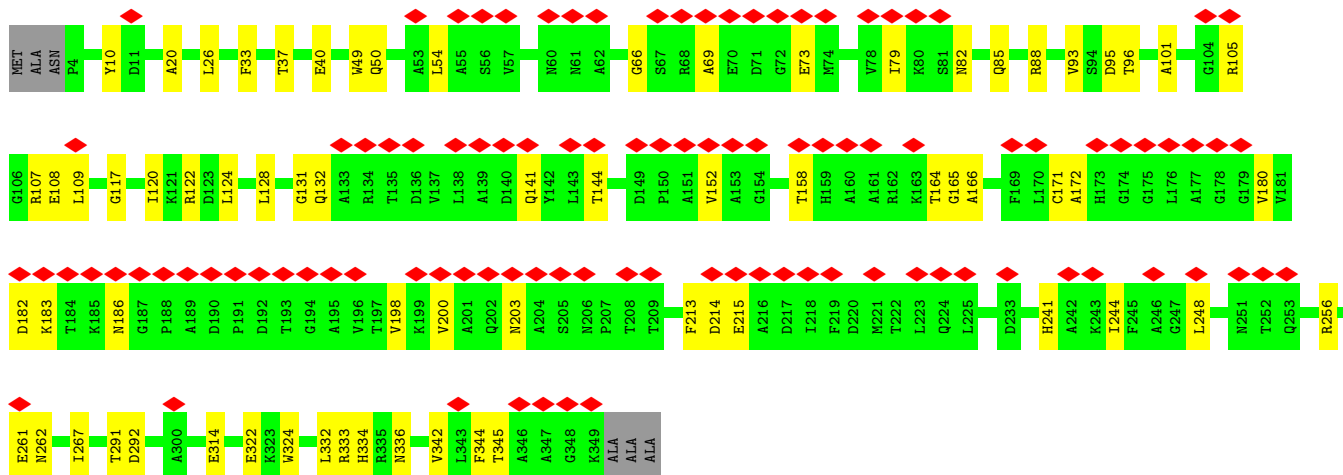 MET ALA ASN P4 Y10 D11 A20 L26 F33 T37 E40 W49 Q50 A53 L54 A55 S56 V57 N60 N61 A62 G66 S67 R68 A69 E70 D71 G72 E73 M74 V78 I79 K80 S81 N82 Q85 R88 V93 S94 D95 T96 A101 G104 R105
G106 R107 E108 L109 G117 I120 K121 R122 D123 L124 L128 G131 Q132 A133 R134 T135 D136 V137 L138 A139 D140 Q141 Y142 L143 T144 D149 P150 A151 V152 A153 G154 T158 H159 A160 A161 R162 K163 T164 G165 A166 F169 L170 C171 A172 H173 G174 G175 L176 A177 G178 G179 V180 V181
D182 K183 T184 K185 N186 G187 P188 A189 D190 P191 D192 T193 G194 A195 V196 T197 V198 K199 V200 A201 Q202 N203 A204 S205 N206 P207 T208 T209 F213 D214 E215 A216 D217 I218 F219 D220 M221 T222 L223 Q224 L225 D233 H241 A242 K243 I244 F245 A246 G247 L248 N251 T252 Q253 R256
E261 N262 I267 T291 D292 A300 E314 E322 K323 W324 L332 R333 H334 R335 N336 V342 L343 F344 T345 A346 A347 G348 K349 ALA ALA ALA